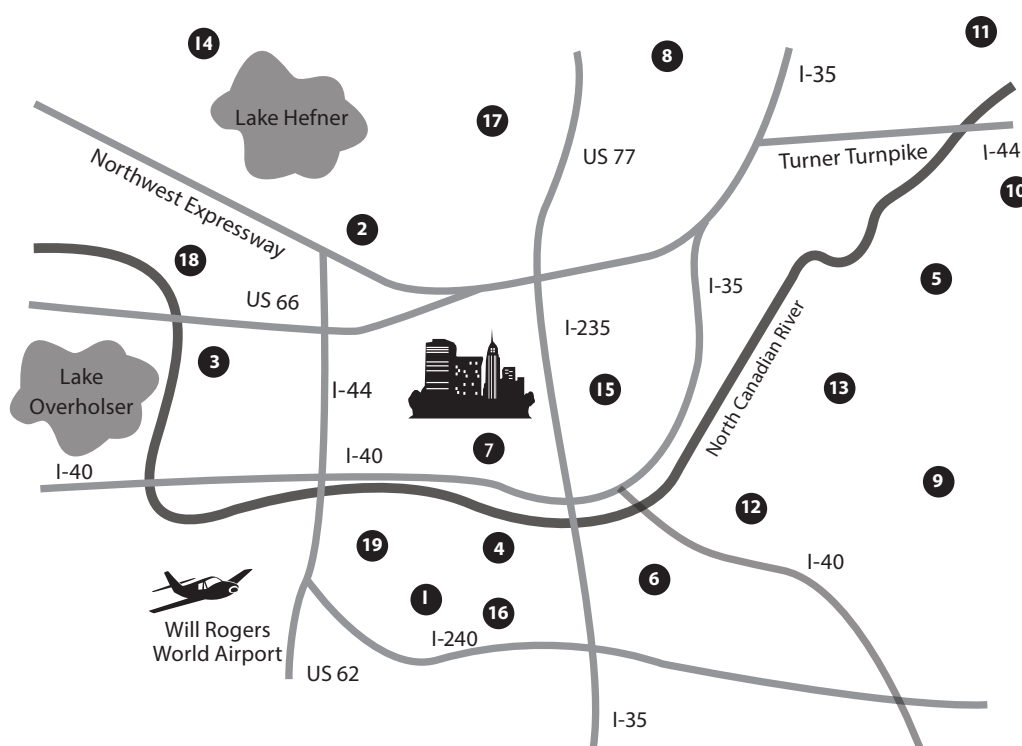 14
11
8
I-35
Lake Hefner
17
Turner Turnpike
I-44
US 77
Northwest Expressway
10
2
18
5
I-35
US 66
I-235
North Canadian River
3
Lake
Overholser
I-44
15
13
7
I-40
I-40
9
12
19
4
I-40
6
1
16
Will Rogers
World Airport
I-240
US 62
I-35